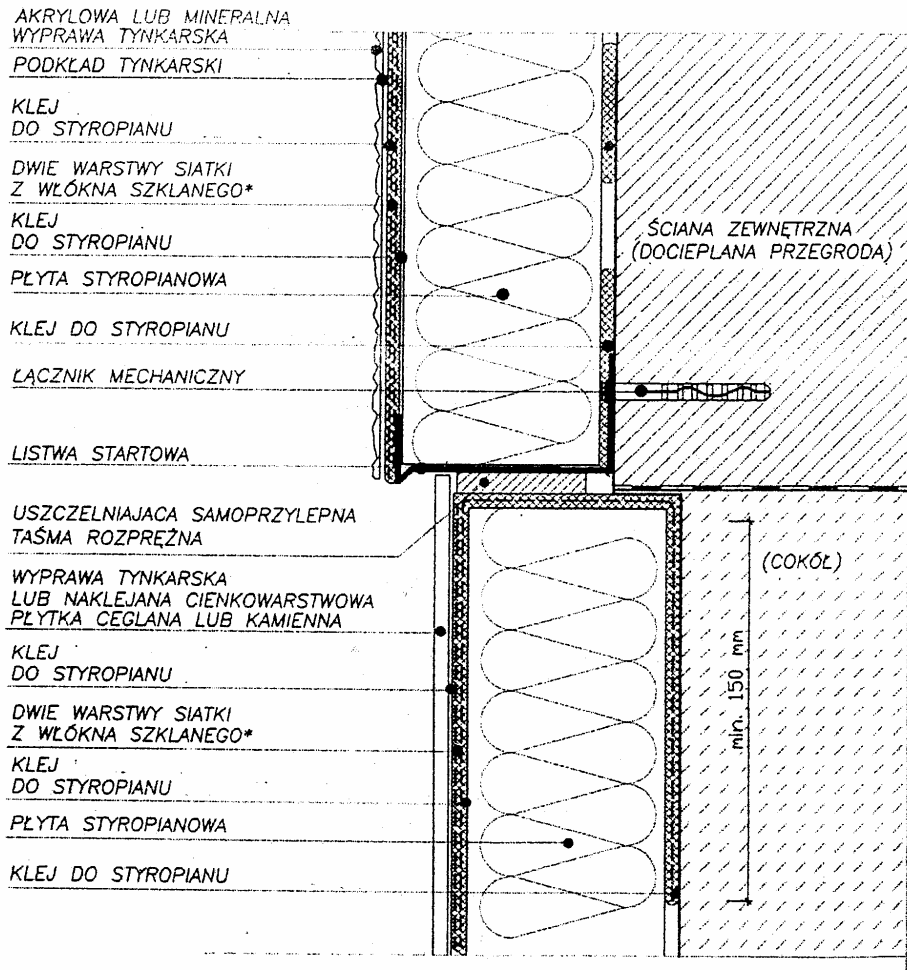 AKRYLOWA LUB MINERALNA
WYPRAWA TYNKARSKA
PODKŁAD TYNKARSKI
KLEJ
DO STYROPIANU
DWIE WARSTWY SIATKI
Z WŁÓKNA SZKLANEGO*
KLEJ
DO STYROPIANU
PŁYTA STYROPIANOWA
KLEJ DO STYROPIANU
ŁĄCZNIK MECHANICZNY
LISTWA STARTOWA
USZCZELNIAJACA SAMOPRZYLEPNA
TAŚMA ROZPRĘŻNA
WYPRAWA TYNKARSKA
LUB NAKLEJANA CIENKOWARSTWOWA
PŁYTKA CEGLANA LUB KAMIENNA
KLEJ
DO STYROPIANU
DWIE WARSTWY SIATKI
Z WŁÓKNA SZKLANEGO*
KLEJ
DO STYROPIANU
PŁYTA STYROPIANOWA
KLEJ DO STYROPIANU
ŚCIANA ZEWNĘTRZNA
(DOCIEPLANA PRZEGRODA)
(COKÓŁ)
min. 150 mm